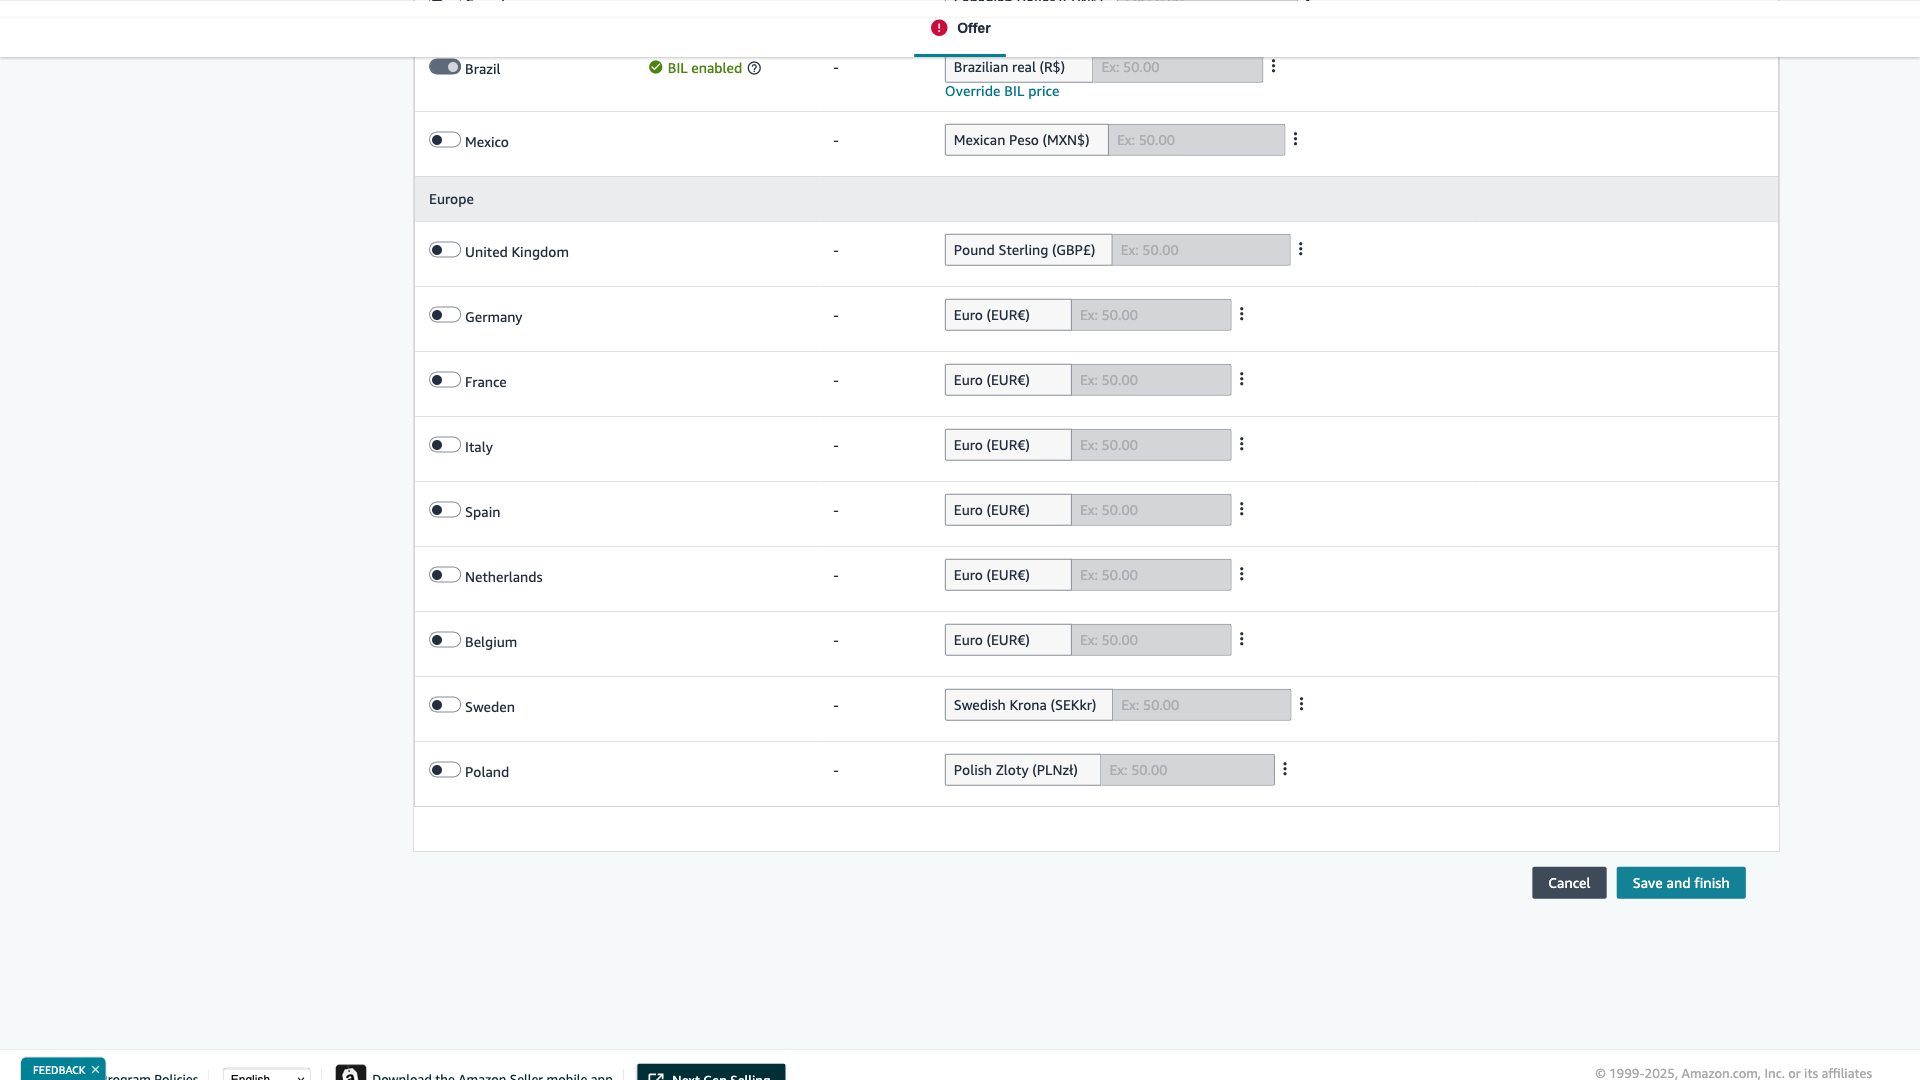 Offer
Brazil BIL enabled - Brazilian real (R$) Ex: 50.00
Override BIL price
Mexico - Mexican Peso (MXN$) Ex: 50.00
Europe
United Kingdom - Pound Sterling (GBP£) Ex: 50.00
Germany - Euro (EUR€) Ex: 50.00
France - Euro (EUR€) Ex: 50.00
Italy - Euro (EUR€) Ex: 50.00
Spain - Euro (EUR€) Ex: 50.00
Netherlands - Euro (EUR€) Ex: 50.00
Belgium - Euro (EUR€) Ex: 50.00
Sweden - Swedish Krona (SEKkr) Ex: 50.00
Poland - Polish Zloty (PLNzł) Ex: 50.00
Cancel Save and finish
FEEDBACK rogram Policies English Download the Amazon Seller mobile app Next Gen Selling © 1999-2025, Amazon.com, Inc. or its affiliates